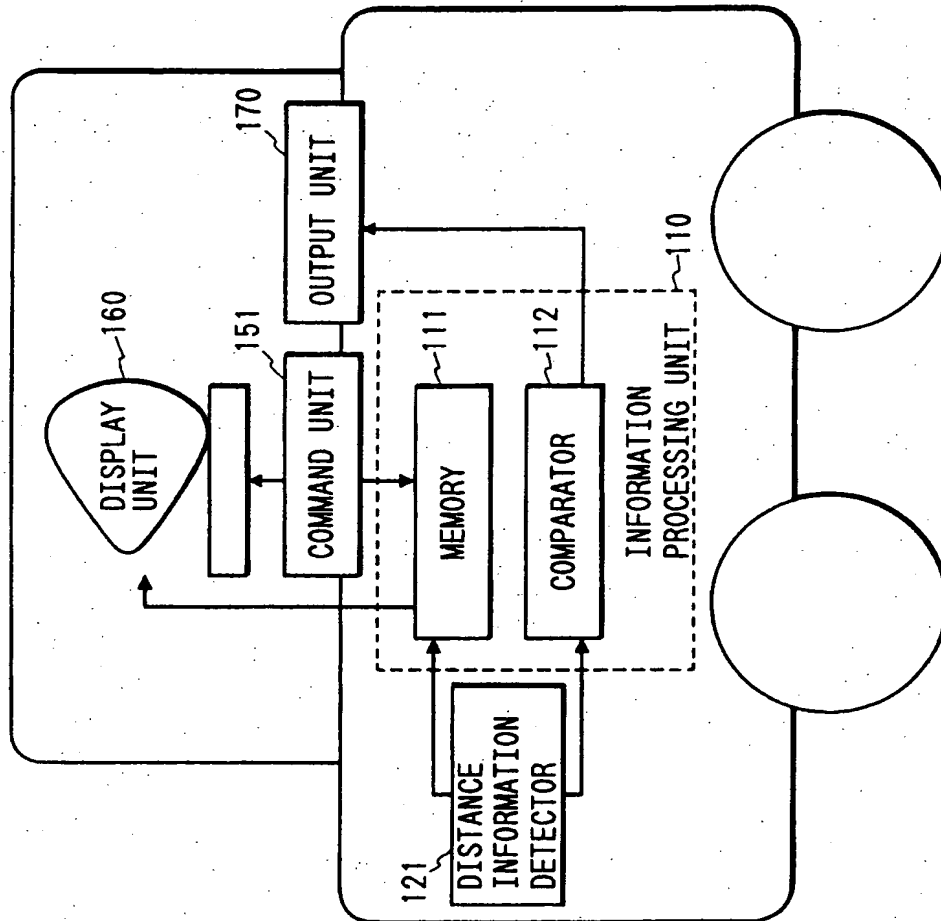 160
DISPLAY
UNIT
151
COMMAND UNIT
170
OUTPUT UNIT
111
MEMORY
112
COMPARATOR
INFORMATION
PROCESSING UNIT
110
121
DISTANCE
INFORMATION
DETECTOR